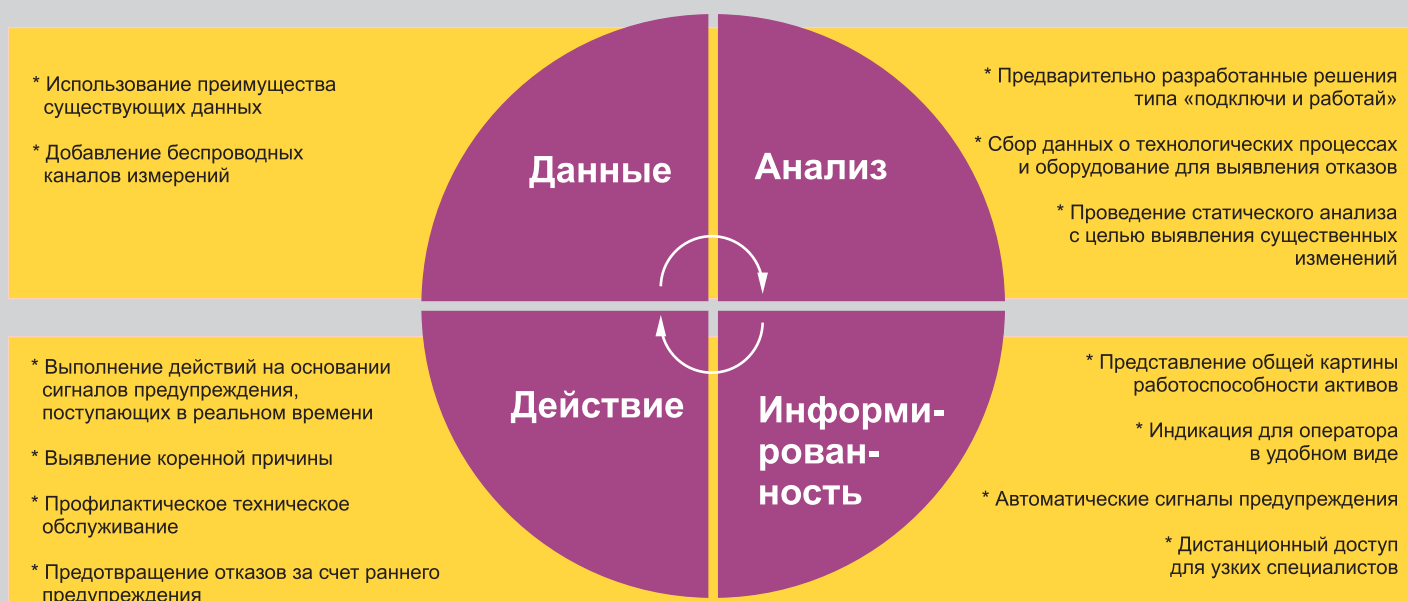 * Использование преимущества
существующих данных
* Добавление беспроводных
каналов измерений
Данные
Анализ
* Предварительно разработанные решения
типа «подключи и работай»
* Сбор данных о технологических процессах
и оборудование для выявления отказов
* Проведение статического анализа
с целью выявления существенных
изменений
* Выполнение действий на основании
сигналов предупреждения,
поступающих в реальном времени
* Выявление коренной причины
* Профилактическое техническое
обслуживание
* Предотвращение отказов за счет раннего
предупреждения
Действие
Информи-
рован-
ность
* Представление общей картины
работоспособности активов
* Индикация для оператора
в удобном виде
* Автоматические сигналы предупреждения
* Дистанционный доступ
для узких специалистов